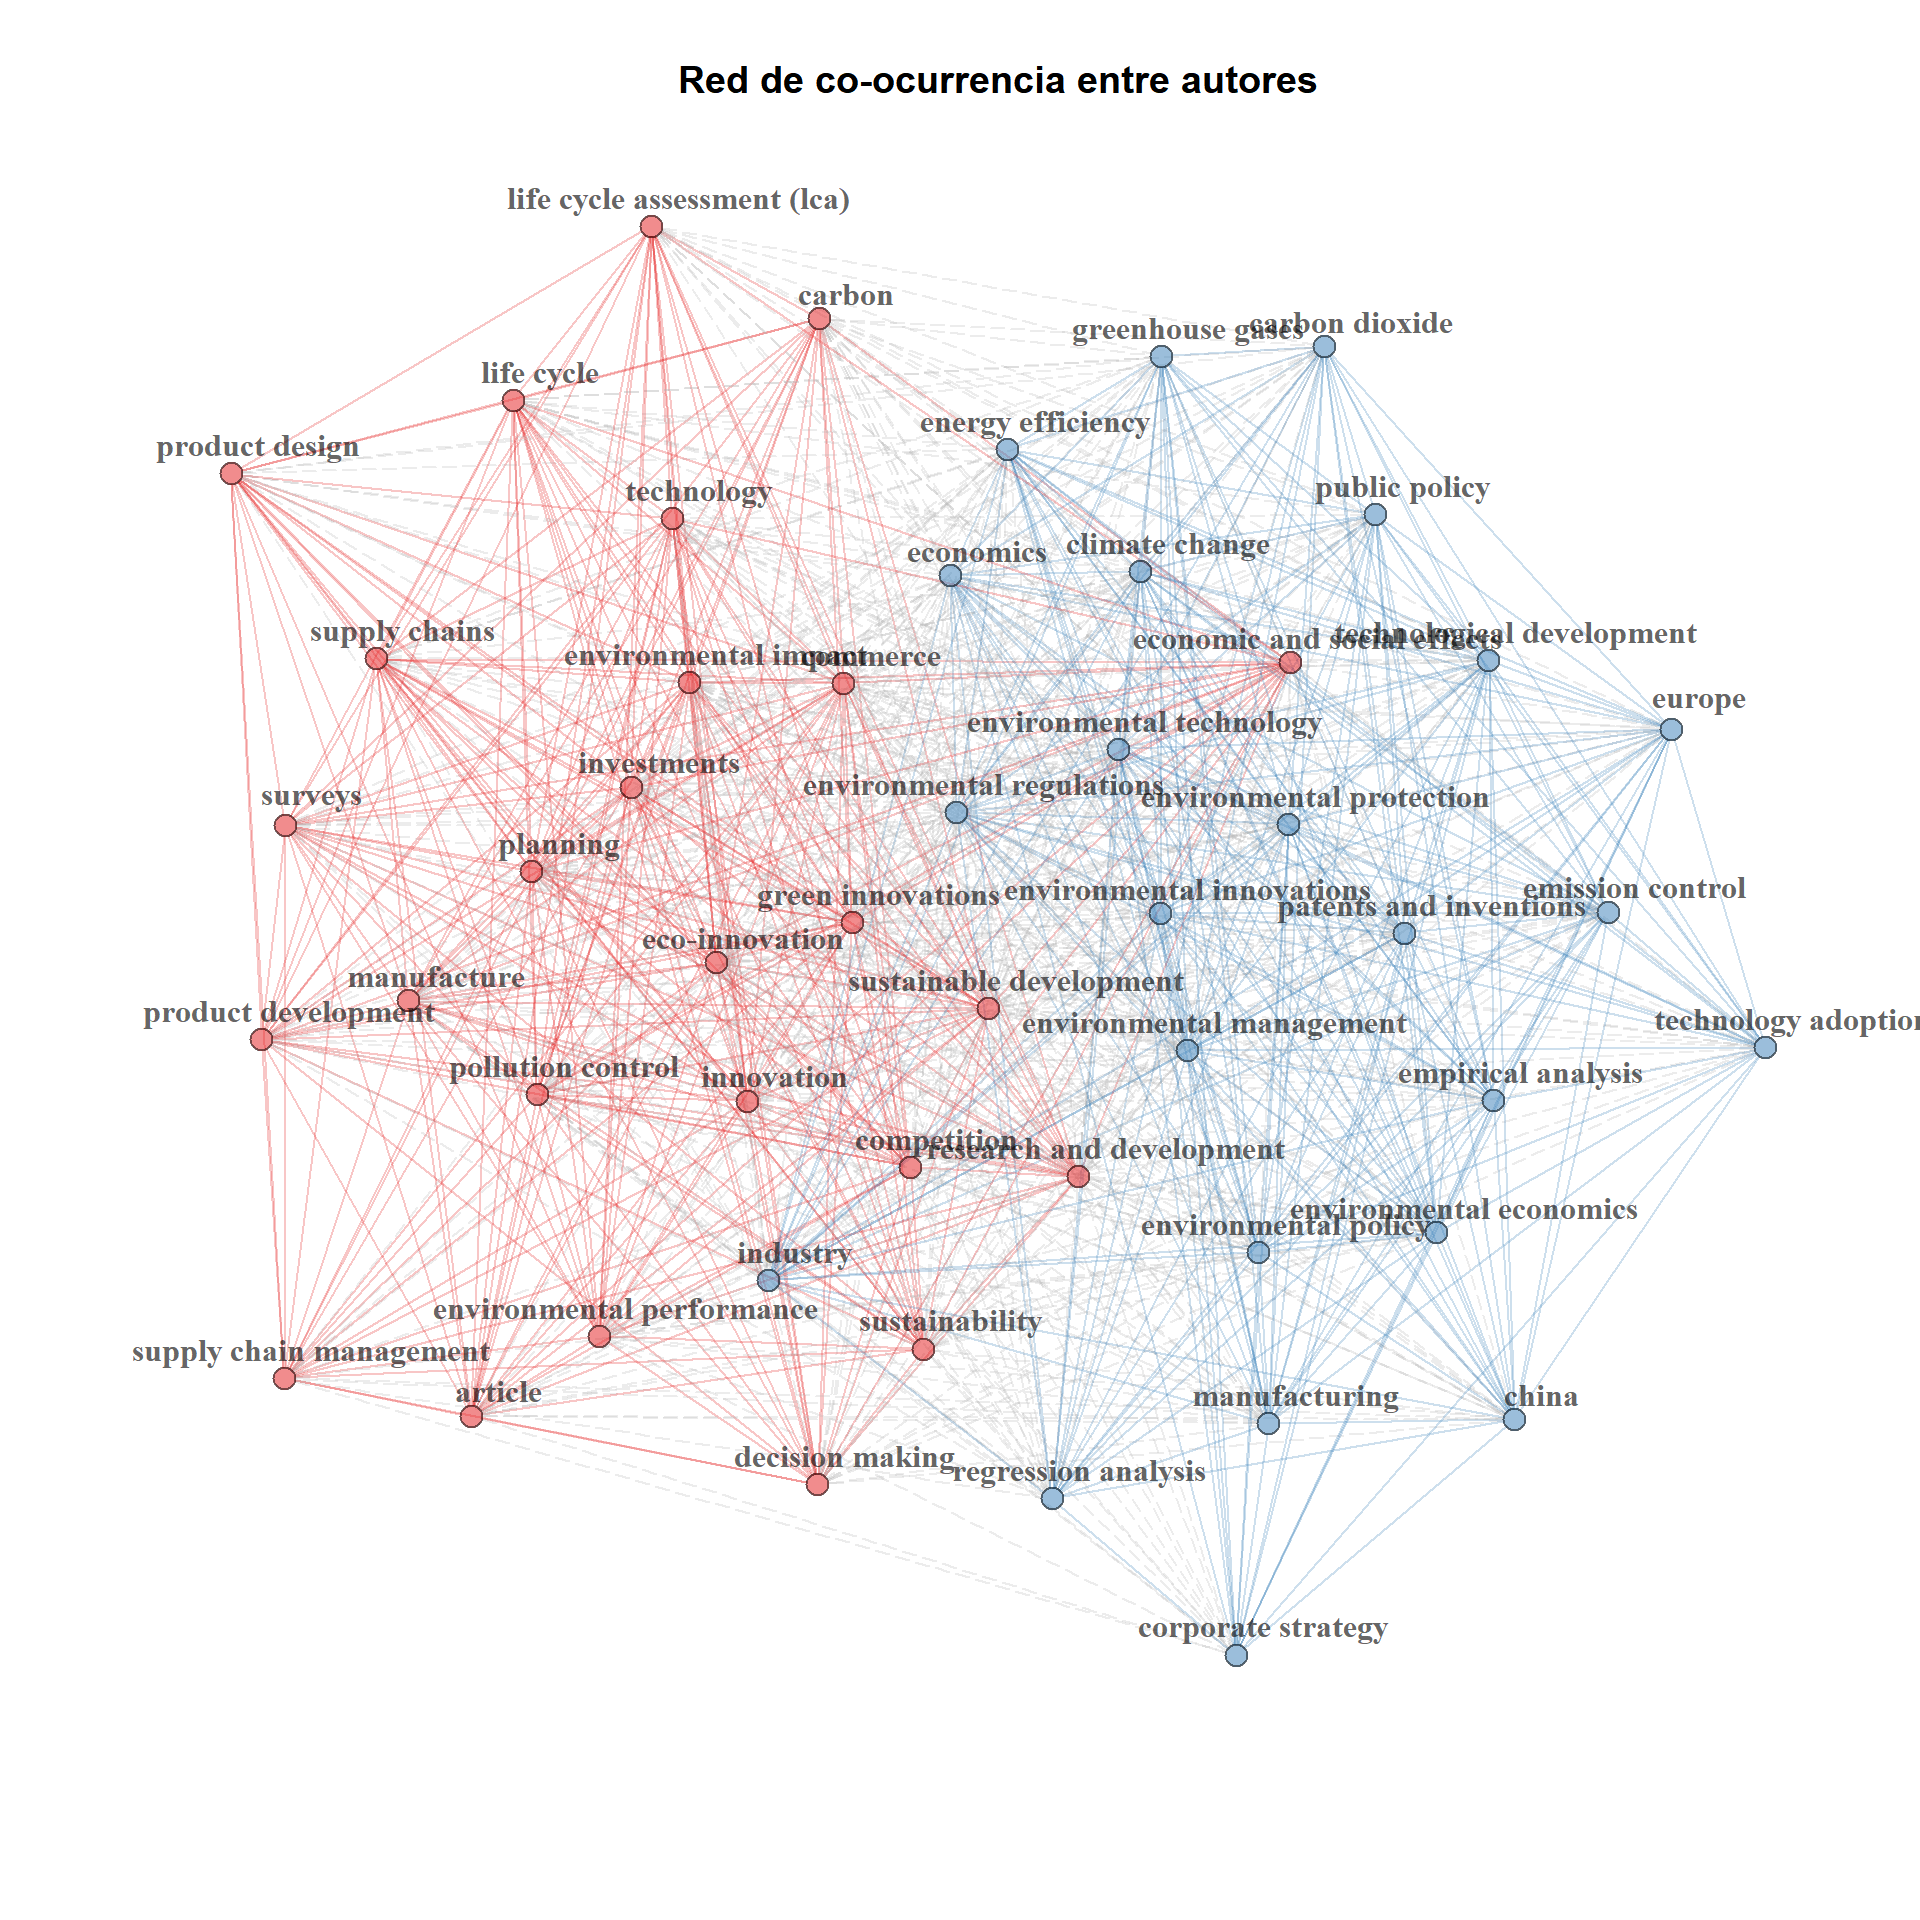 Red de co-ocurrencia entre autores
life cycle assessment (lca)
carbon
greenhouse gases
carbon dioxide
life cycle
energy efficiency
product design
public policy
technology
economics
climate change
supply chains
environmental impact
commerce
economic and social effects
technological development
europe
environmental technology
investments
environmental regulations
surveys
environmental protection
planning
green innovations
environmental innovations
emission control
patents and inventions
eco-innovation
manufacture
sustainable development
product development
environmental management
technology adoption
pollution control
innovation
empirical analysis
competition
research and development
environmental economics
environmental policy
industry
environmental performance
sustainability
supply chain management
article
manufacturing
china
decision making
regression analysis
corporate strategy